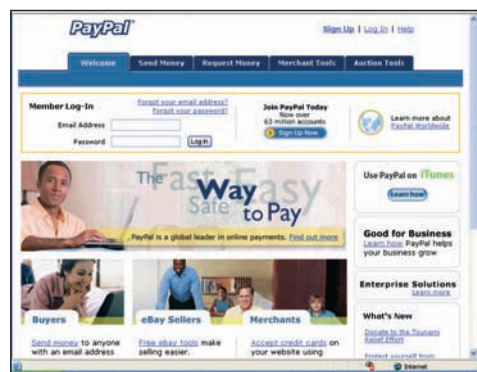 PayPal
Sign Up | Log In | Help
Welcome Send Money Request Money Merchant Tools Auction Tools
Member Log-In
Forgot your email address?
Forgot your password?
Email Address
Password
Log In
Join PayPal Today
Now over
63 million accounts
Sign Up Now
Learn more about
PayPal Worldwide
The Fast Easy
Safe Way
to Pay
PayPal is a global leader in online payments. Find out more
Use PayPal on iTunes
Learn how
Good for Business
Learn how PayPal helps
your business grow
Enterprise Solutions
Learn more
Buyers
Send money to anyone
with an email address
eBay Sellers
Free eBay tools make
selling easier.
Merchants
Accept credit cards on
your website using
What's New
Donate to the Tsunami
Relief Effort
Protect yourself from
Internet